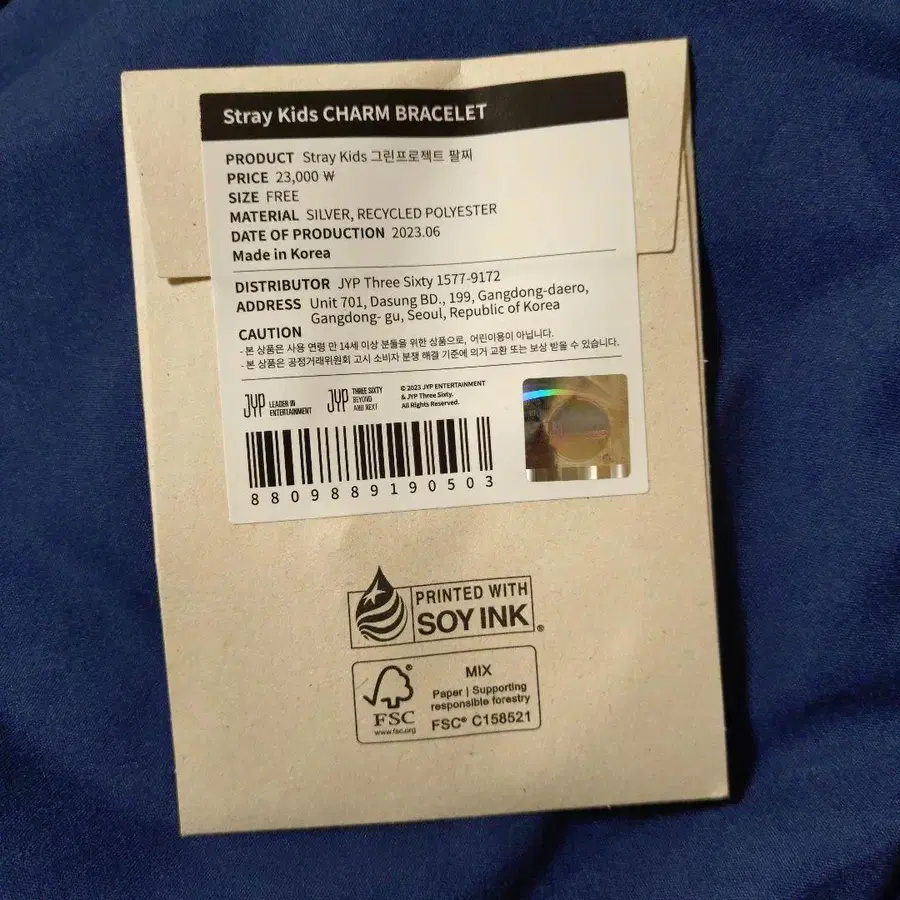 Stray Kids CHARM BRACELET
PRODUCT Stray Kids 그린프로젝트 팔찌
PRICE 23,000 ₩
SIZE FREE
MATERIAL SILVER, RECYCLED POLYESTER
DATE OF PRODUCTION 2023.06
Made in Korea
DISTRIBUTOR JYP Three Sixty 1577-9172
ADDRESS Unit 701, Dasung BD., 199, Gangdong-daero,
Gangdong- gu, Seoul, Republic of Korea
CAUTION
- 본 상품은 사용 연령 만 14세 이상 분들을 위한 상품으로, 어린이용이 아닙니다.
- 본 상품은 공정거래위원회 고시 소비자 분쟁 해결 기준에 의거 교환 또는 보상 받을 수 있습니다.
JYP LEADER IN
ENTERTAINMENT
JYP THREE SIXTY
BEYOND
AND NEXT
© 2023 JYP ENTERTAINMENT
& JYP Three Sixty.
All Rights Reserved.
8809889190503
PRINTED WITH
SOY INK®
FSC®
www.fsc.org
MIX
Paper | Supporting
responsible forestry
FSC® C158521